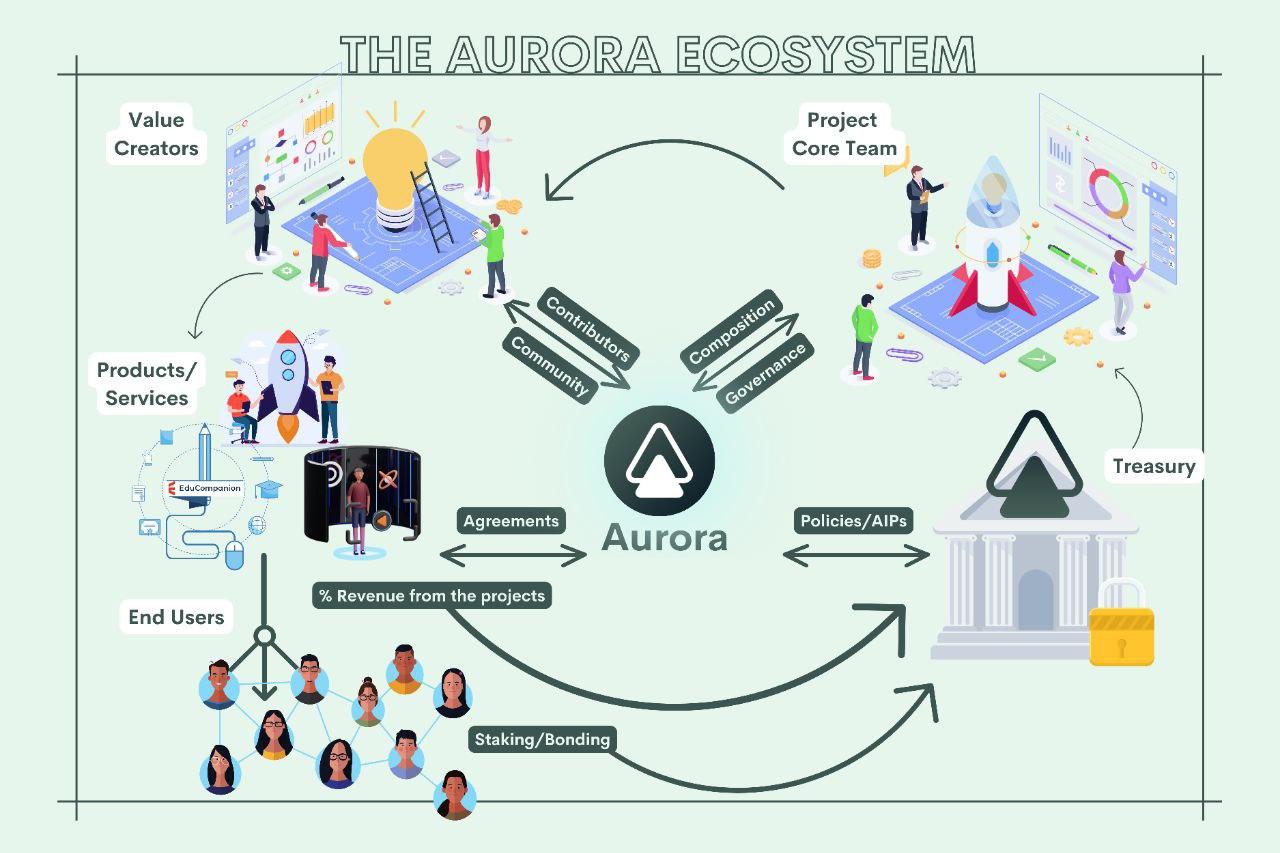 THE AURORA ECOSYSTEM
Value
Creators
Project
Core Team
Contributors
Community
Composition
Governance
Products/
Services
EduCompanion
Treasury
Agreements
Aurora
Policies/AIPs
% Revenue from the projects
End Users
Staking/Bonding